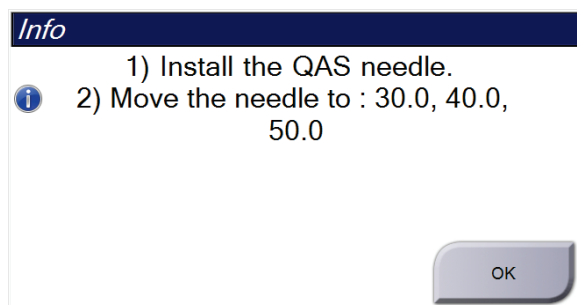 Info
1) Install the QAS needle.
2) Move the needle to : 30.0, 40.0,
50.0
OK